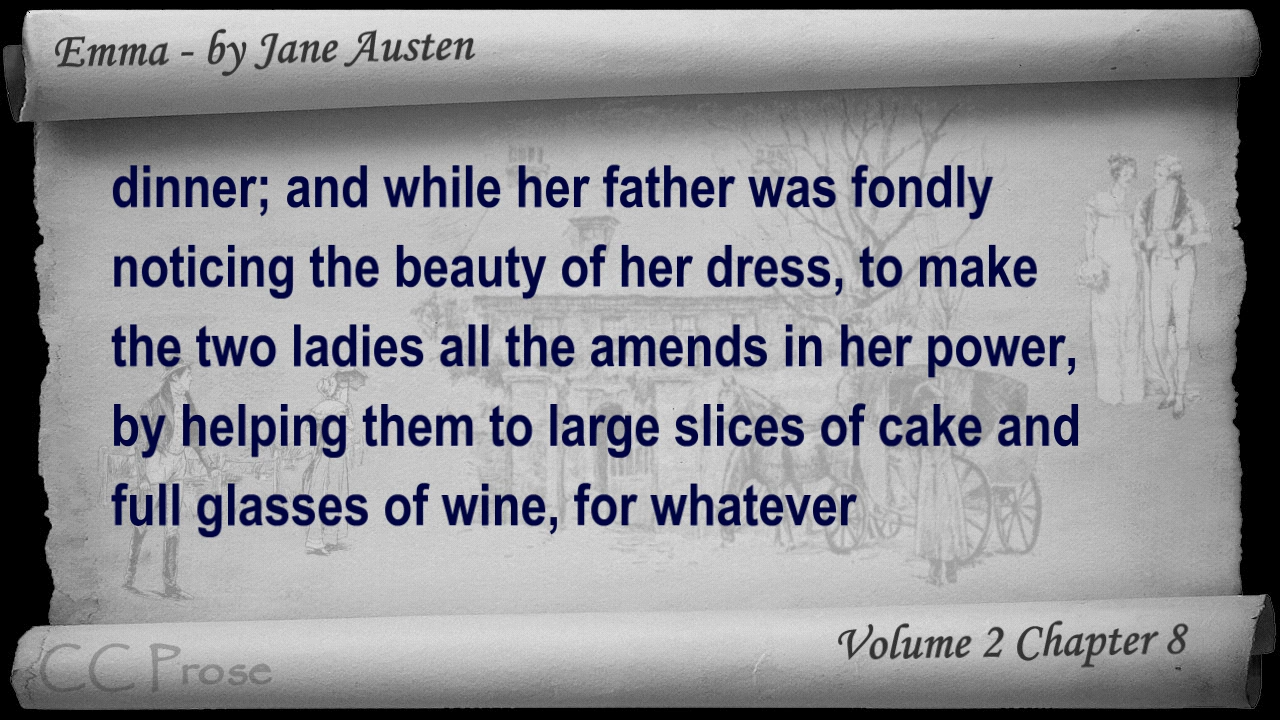 Emma - by Jane Austen
dinner; and while her father was fondly
noticing the beauty of her dress, to make
the two ladies all the amends in her power,
by helping them to large slices of cake and
full glasses of wine, for whatever
Volume 2 Chapter 8
CC Prose